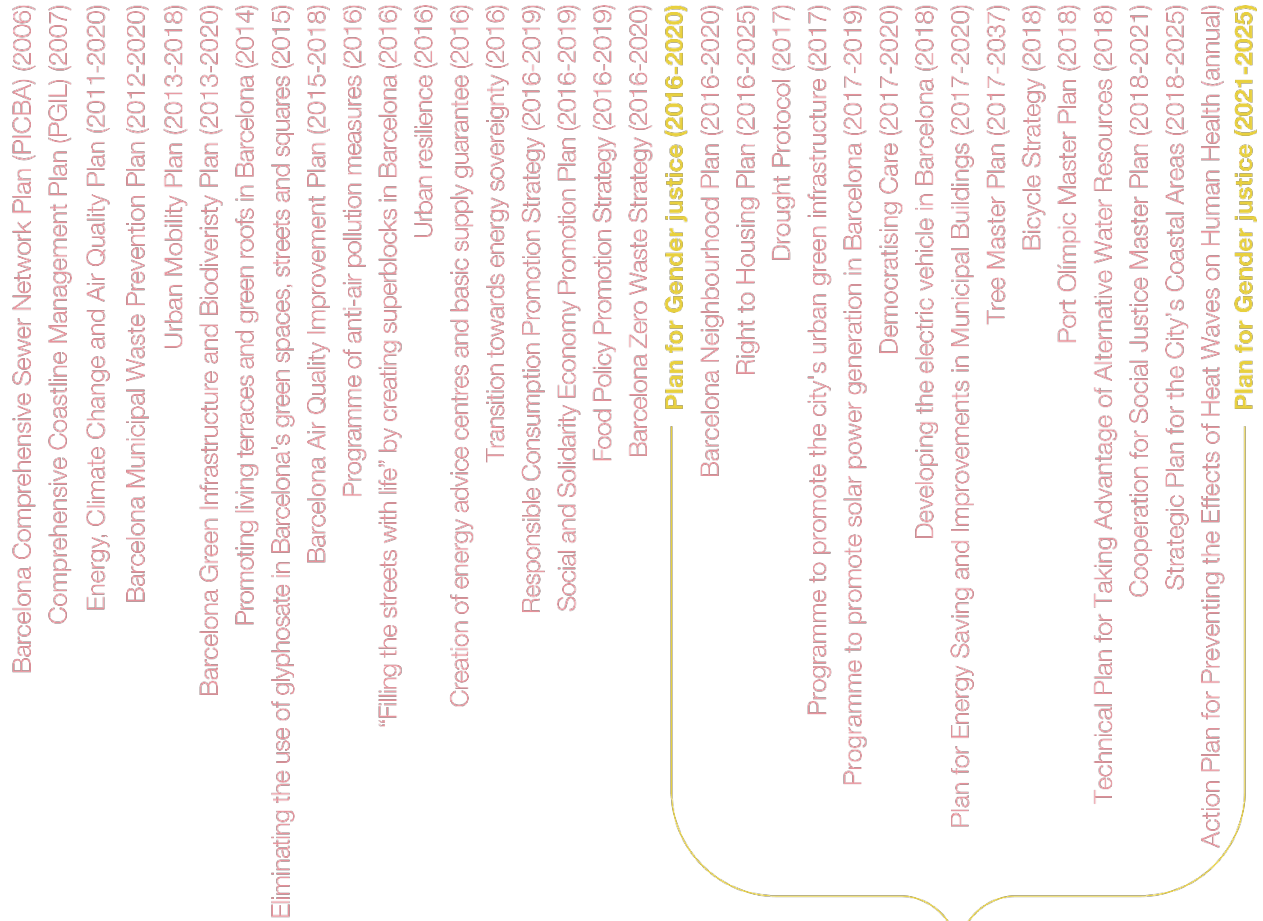 Barcelona Comprehensive Sewer Network Plan (PICBA) (2006)
Comprehensive Coastline Management Plan (PGIL) (2007)
Energy, Climate Change and Air Quality Plan (2011-2020)
Barcelona Municipal Waste Prevention Plan (2012-2020)
Urban Mobility Plan (2013-2018)
Barcelona Green Infrastructure and Biodiveristy Plan (2013-2020)
Promoting living terraces and green roofs in Barcelona (2014)
Eliminating the use of glyphosate in Barcelona's green spaces, streets and squares (2015)
Barcelona Air Quality Improvement Plan (2015-2018)
Programme of anti-air pollution measures (2016)
“Filling the streets with life” by creating superblocks in Barcelona (2016)
Urban resilience (2016)
Creation of energy advice centres and basic supply guarantee (2016)
Transition towards energy sovereignty (2016)
Responsible Consumption Promotion Strategy (2016-2019)
Social and Solidarity Economy Promotion Plan (2016-2019)
Food Policy Promotion Strategy (2016-2019)
Barcelona Zero Waste Strategy (2016-2020)
Plan for Gender justice (2016-2020)
Barcelona Neighbourhood Plan (2016-2020)
Right to Housing Plan (2016-2025)
Drought Protocol (2017)
Programme to promote the city's urban green infrastructure (2017)
Programme to promote solar power generation in Barcelona (2017-2019)
Democratising Care (2017-2020)
Developing the electric vehicle in Barcelona (2018)
Plan for Energy Saving and Improvements in Municipal Buildings (2017-2020)
Tree Master Plan (2017-2037)
Bicycle Strategy (2018)
Port Olímpic Master Plan (2018)
Technical Plan for Taking Advantage of Alternative Water Resources (2018)
Cooperation for Social Justice Master Plan (2018-2021)
Strategic Plan for the City’s Coastal Areas (2018-2025)
Action Plan for Preventing the Effects of Heat Waves on Human Health (annual)
Plan for Gender justice (2021-2025)